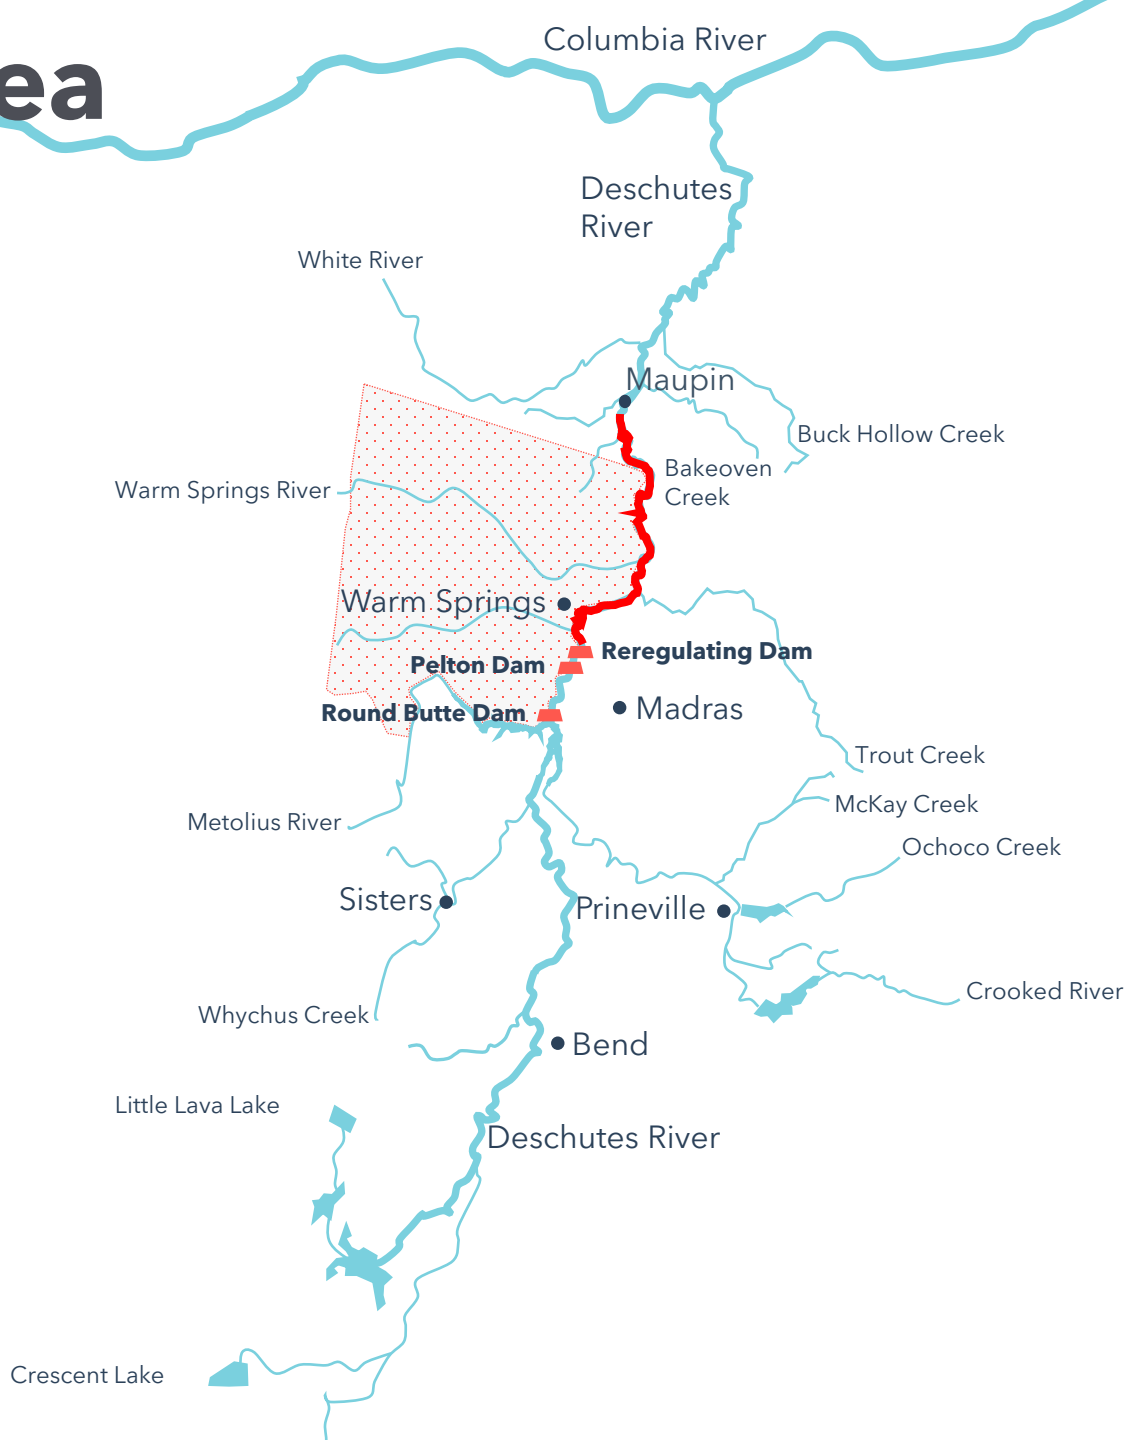 Columbia River
ea
Deschutes
River
White River
Maupin
Buck Hollow Creek
Bakeoven
Creek
Warm Springs River
Warm Springs
Reregulating Dam
Pelton Dam
Madras
Round Butte Dam
Trout Creek
McKay Creek
Metolius River
Ochoco Creek
Sisters
Prineville
Crooked River
Whychus Creek
Bend
Little Lava Lake
Deschutes River
Crescent Lake